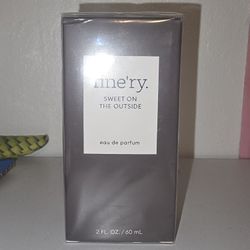 fine'ry.
SWEET ON
THE OUTSIDE
eau de parfum
2 FL. OZ. / 60 mL